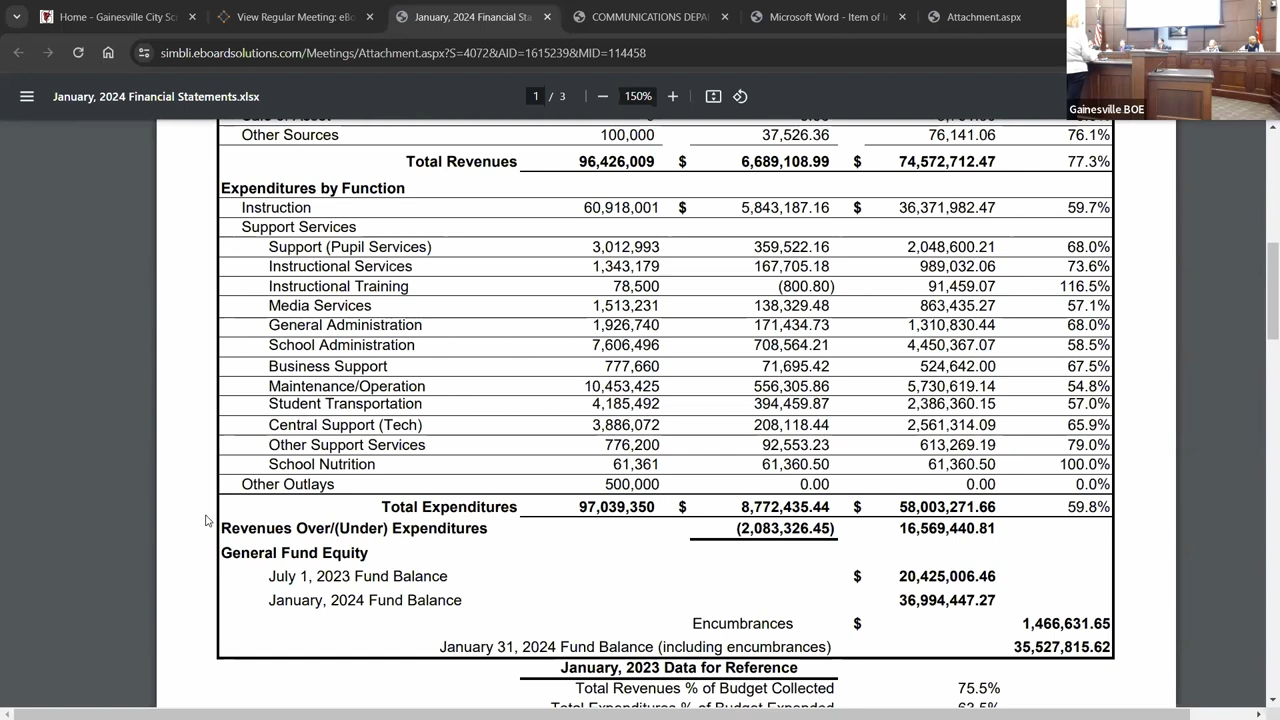 Home - Gainesville City Sc
View Regular Meeting: eBo
January, 2024 Financial Sta
COMMUNICATIONS DEPA
Microsoft Word - Item of I
Attachment.aspx
simbli.eboardsolutions.com/Meetings/Attachment.aspx?S=4078&AID=1615239&MID=114458
Gainesville BOE
January, 2024 Financial Statements.xlsx 1 / 3 150%
Other Sources 100,000 37,526.36 76,141.06 76.1%
Total Revenues 96,426,009 $ 6,689,108.99 $ 74,572,712.47 77.3%
Expenditures by Function
Instruction 60,918,001 $ 5,843,187.16 $ 36,371,982.47 59.7%
Support Services
Support (Pupil Services) 3,012,993 359,522.16 2,048,600.21 68.0%
Instructional Services 1,343,179 167,705.18 989,032.06 73.6%
Instructional Training 78,500 (800.80) 91,459.07 116.5%
Media Services 1,513,231 138,329.48 863,435.27 57.1%
General Administration 1,926,740 171,434.73 1,310,830.44 68.0%
School Administration 7,606,496 708,564.21 4,450,367.07 58.5%
Business Support 777,660 71,695.42 524,642.00 67.5%
Maintenance/Operation 10,453,425 556,305.86 5,730,619.14 54.8%
Student Transportation 4,185,492 394,459.87 2,386,360.15 57.0%
Central Support (Tech) 3,886,072 208,118.44 2,561,314.09 65.9%
Other Support Services 776,200 92,553.23 613,269.19 79.0%
School Nutrition 61,361 61,360.50 61,360.50 100.0%
Other Outlays 500,000 0.00 0.00 0.0%
Total Expenditures 97,039,350 $ 8,772,435.44 $ 58,003,271.66 59.8%
Revenues Over/(Under) Expenditures (2,083,326.45) 16,569,440.81
General Fund Equity
July 1, 2023 Fund Balance $ 20,425,006.46
January, 2024 Fund Balance 36,994,447.27
Encumbrances $ 1,466,631.65
January 31, 2024 Fund Balance (including encumbrances) 35,527,815.62
January, 2023 Data for Reference
Total Revenues % of Budget Collected 75.5%